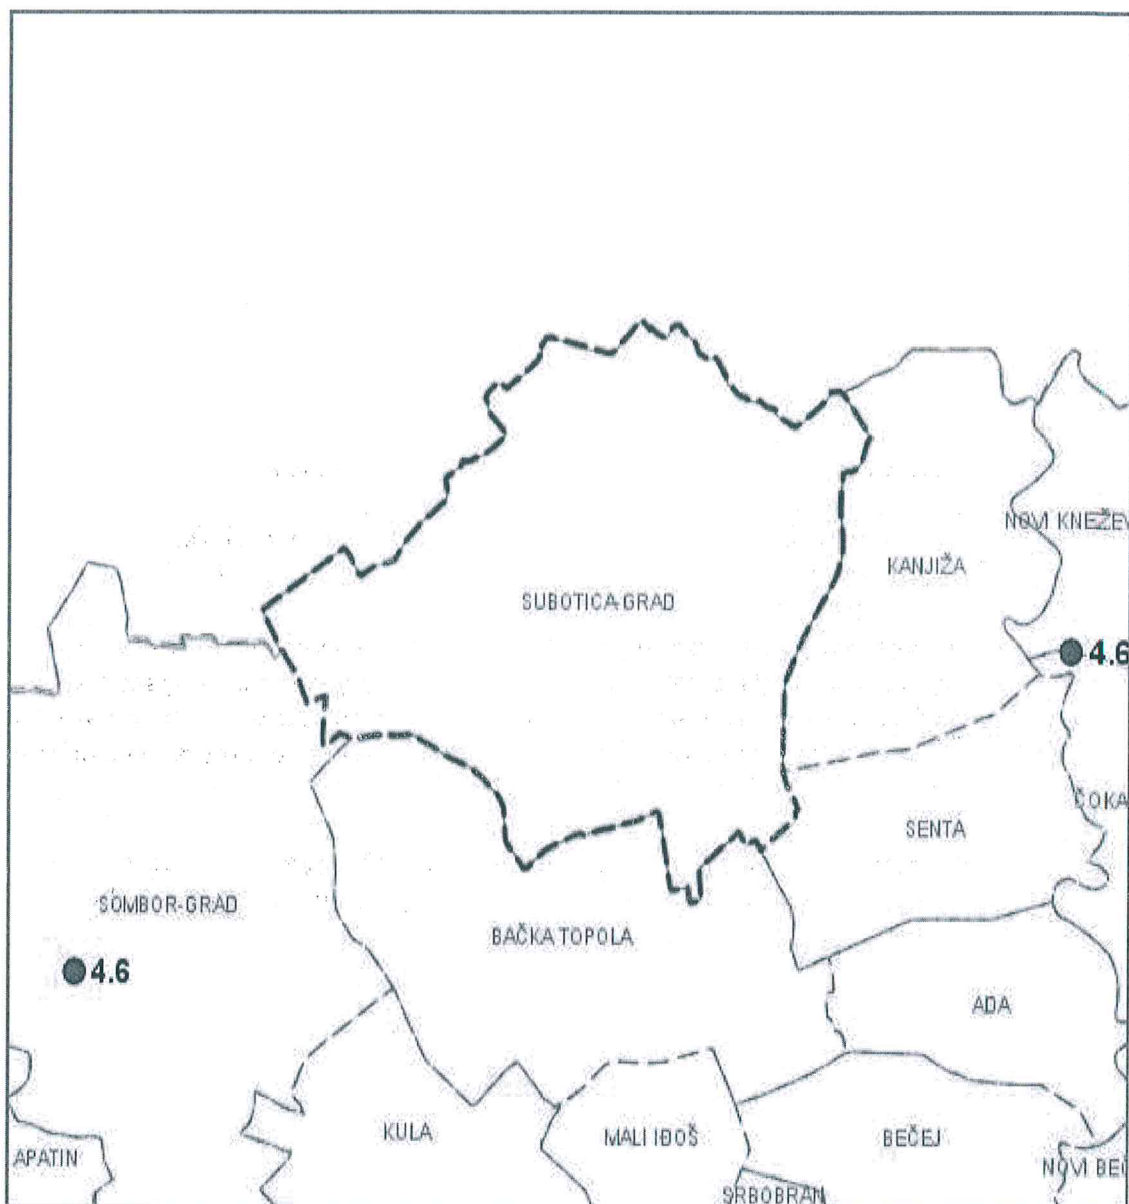 NOVI KNEŽEV
KANJIŽA
SUBOTICA-GRAD
4.6
ČOKA
SENTA
SOMBOR-GRAD
BAČKA TOPOLA
4.6
ADA
KULA
MALI IĐOŠ
BEČEJ
APATIN
NOVI BEČ
SRBOBRAN